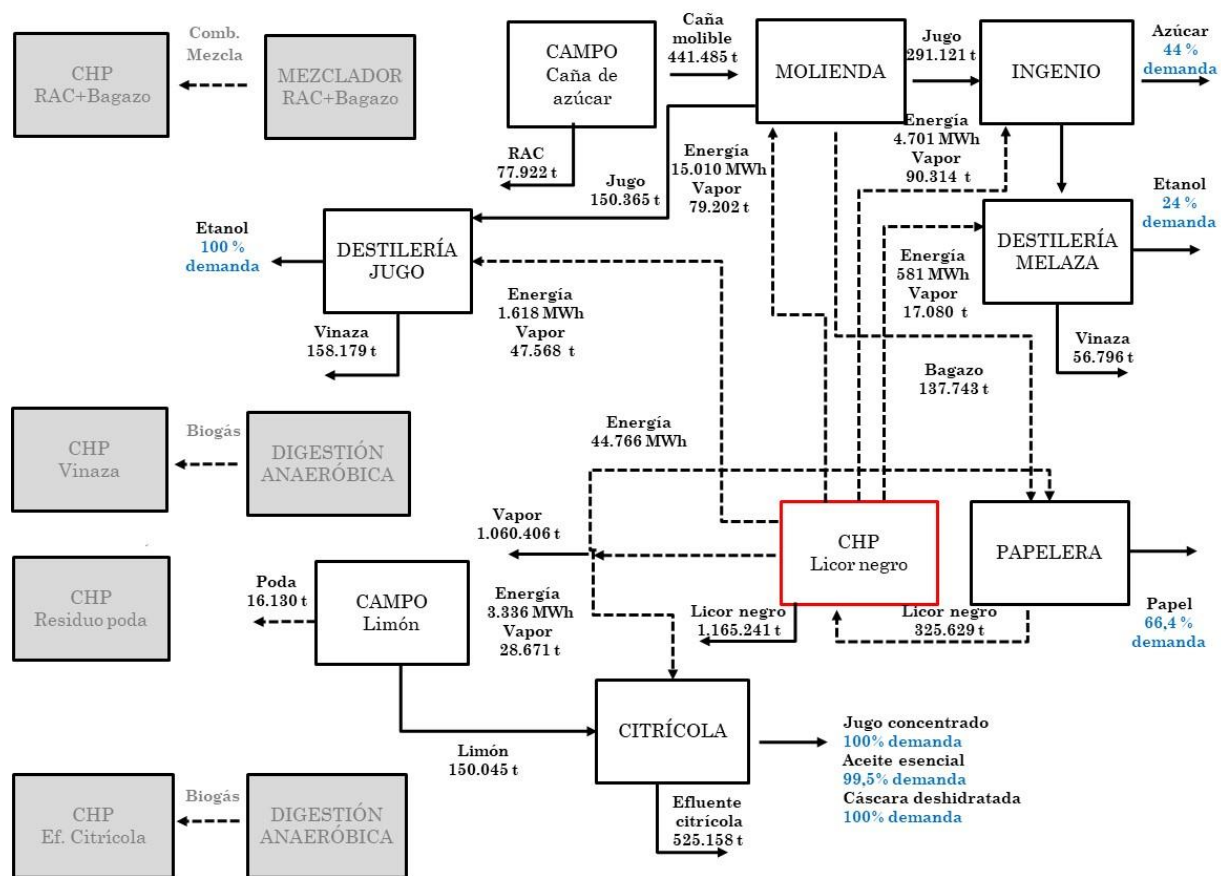 CHP
RAC+Bagazo
Comb.
Mezcla
MEZCLADOR
RAC+Bagazo
CAMPO
Caña de
azúcar
Caña
molible
441.485 t
MOLIENDA
Jugo
291.121 t
INGENIO
Azúcar
44 %
demanda
RAC
77.922 t
Jugo
150.365 t
Energía
15.010 MWh
Vapor
79.202 t
Energía
4.701 MWh
Vapor
90.314 t
Etanol
100 %
demanda
DESTILERÍA
JUGO
Energía
1.618 MWh
Vapor
47.568 t
Vinaza
158.179 t
Energía
581 MWh
Vapor
17.080 t
DESTILERÍA
MELAZA
Etanol
24 %
demanda
Vinaza
56.796 t
Bagazo
137.743 t
CHP
Vinaza
Biogás
DIGESTIÓN
ANAERÓBICA
Energía
44.766 MWh
Vapor
1.060.406 t
CHP
Licor negro
PAPELERA
Papel
66,4 %
demanda
CHP
Residuo poda
Poda
16.130 t
CAMPO
Limón
Energía
3.336 MWh
Vapor
28.671 t
Licor negro
1,165.241 t
Licor negro
325.629 t
Limón
150.045 t
CITRÍCOLA
Jugo concentrado
100% demanda
Aceite esencial
99,5% demanda
Cáscara deshidratada
100% demanda
Efluente
citrícola
525.158 t
CHP
Ef. Citrícola
Biogás
DIGESTIÓN
ANAERÓBICA